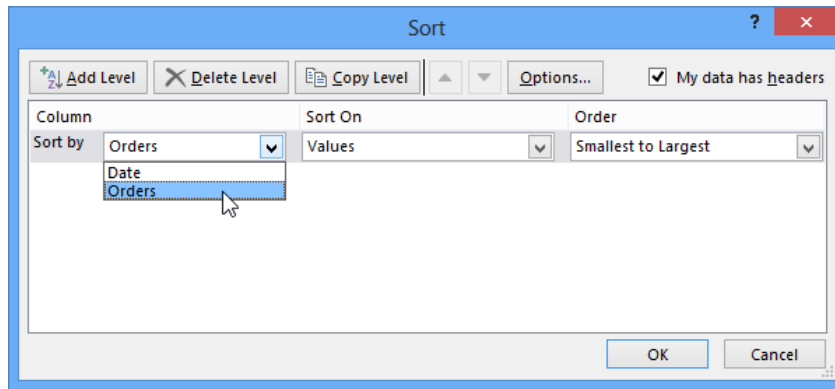 Sort ?
Add Level Delete Level Copy Level Options... My data has headers
Column Sort On Order
Sort by Orders Values Smallest to Largest
Date
Orders
OK Cancel